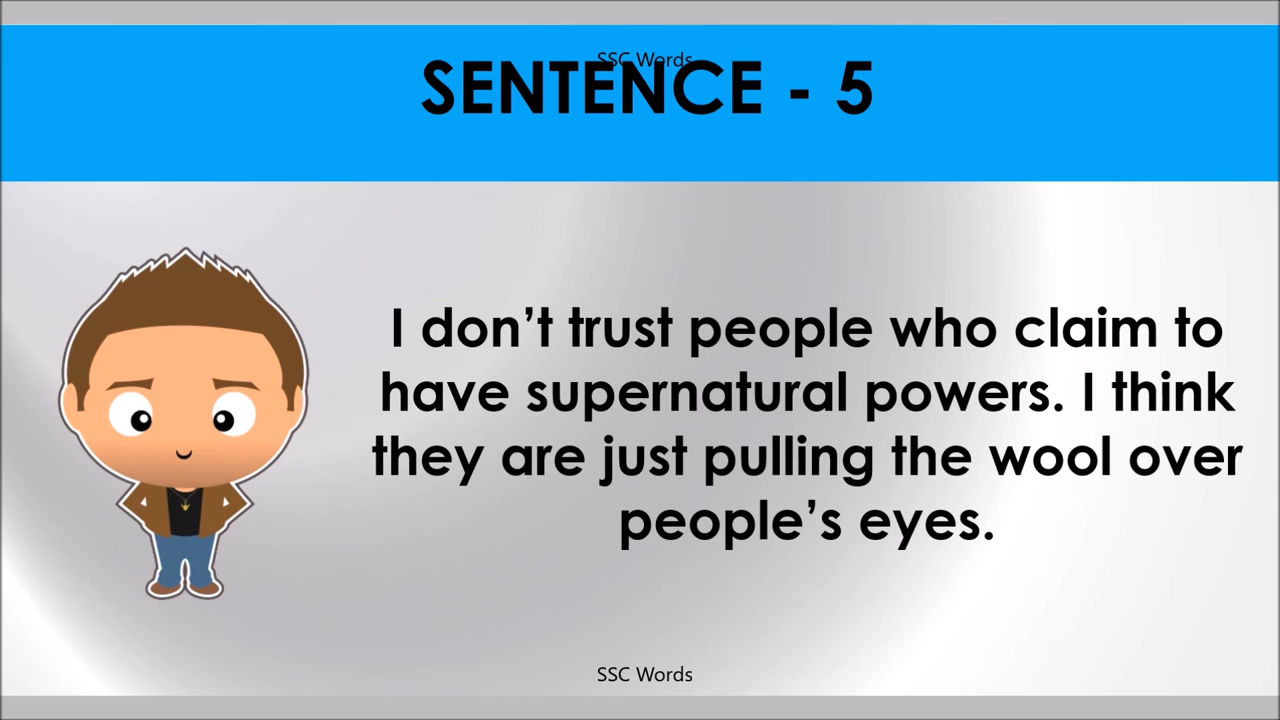 SSC Words
SENTENCE - 5
I don’t trust people who claim to
have supernatural powers. I think
they are just pulling the wool over
people’s eyes.
SSC Words